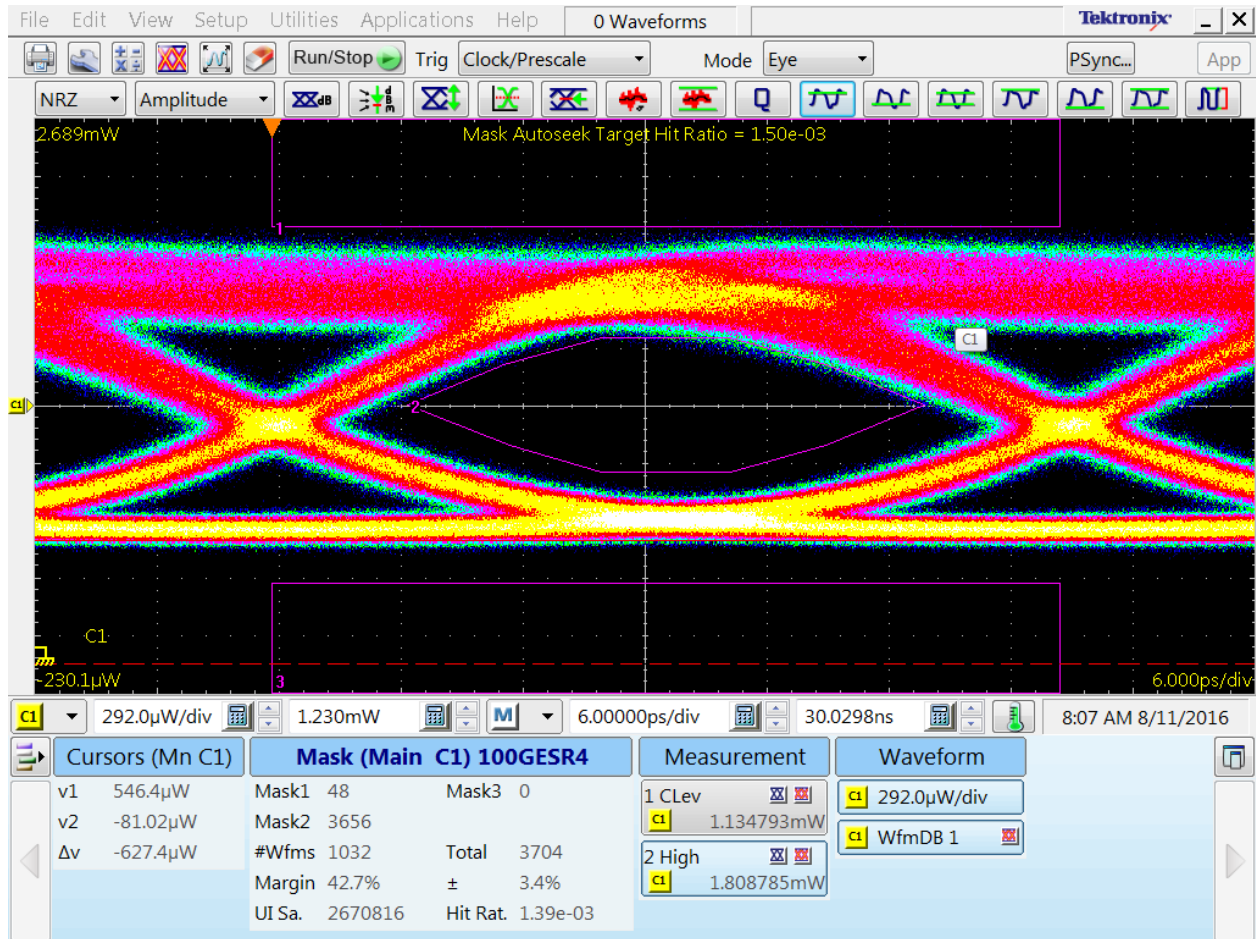 File Edit View Setup Utilities Applications Help 0 Waveforms Tektronix
Run/Stop Trig Clock/Prescale Mode Eye PSync... App
NRZ Amplitude dB dBm Q
2.689mW Mask Autoseek Target Hit Ratio = 1.50e-03
1
C1
C1 2
C1
-230.1µW 3 6.000ps/div
C1 292.0µW/div 1.230mW M 6.00000ps/div 30.0298ns 8:07 AM 8/11/2016
Cursors (Mn C1) Mask (Main C1) 100GESR4 Measurement Waveform
v1 546.4µW Mask1 48 Mask3 0 1 CLev C1 292.0µW/div
v2 -81.02µW Mask2 3656 C1 1.134793mW C1 WfmDB 1
Δv -627.4µW #Wfms 1032 Total 3704 2 High
Margin 42.7% ± 3.4% C1 1.808785mW
UI Sa. 2670816 Hit Rat. 1.39e-03